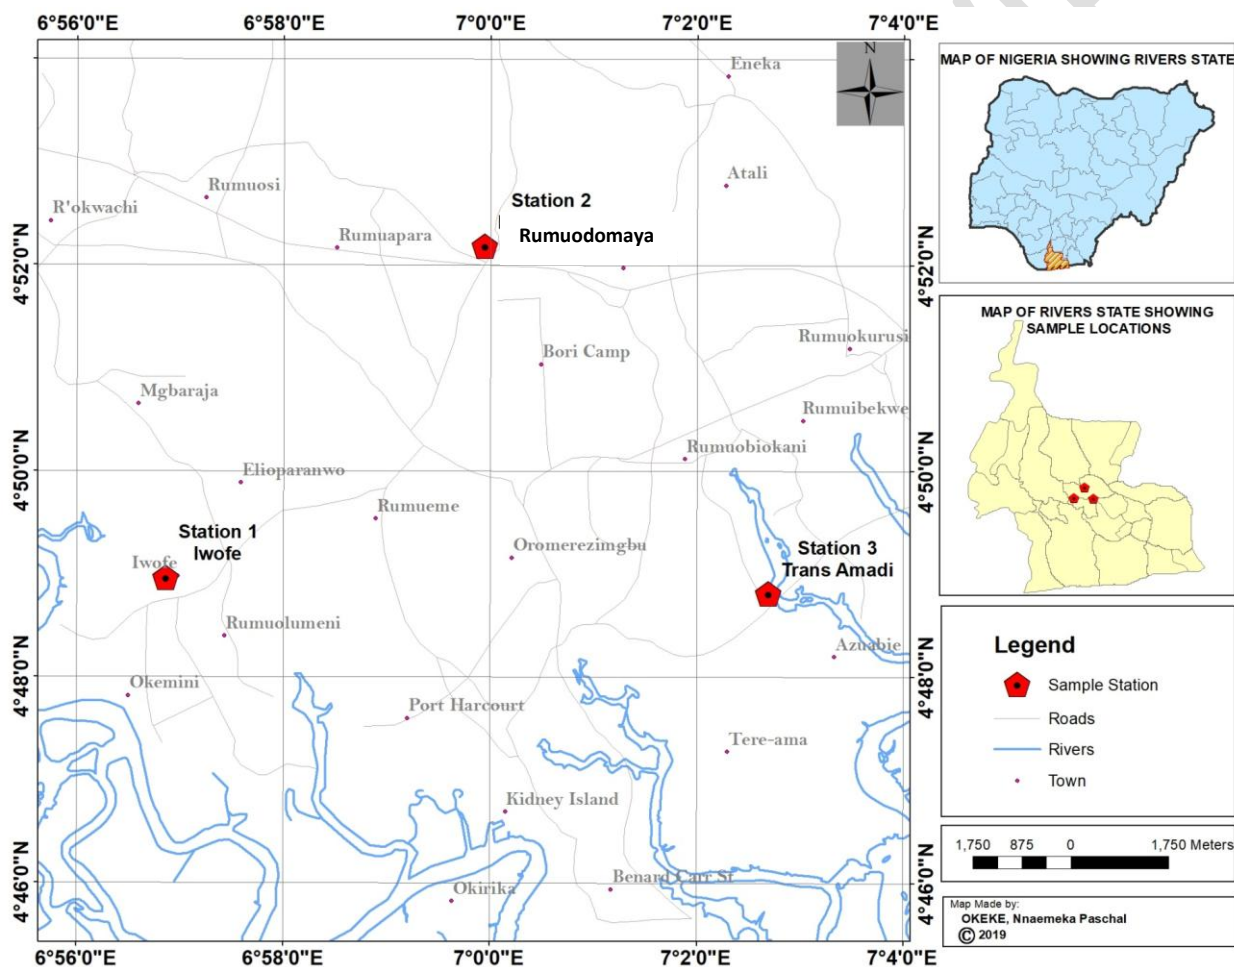 6°56'0"E 6°58'0"E 7°0'0"E 7°2'0"E 7°4'0"E
N
Eneka
Atali
Rumuosi
R'okwachi
Station 2
Rumuodomaya
Rumuapara
4°52'0"N
4°52'0"N
Rumuokurusi
Bori Camp
Mgbaraja
Rumuibekwe
Rumuobiokani
4°50'0"N
4°50'0"N
Elioparanwo
Rumueme
Station 1
Iwofe
Iwofe
Oromerezimgbu
Station 3
Trans Amadi
Rumuolumeni
Azuabie
4°48'0"N
4°48'0"N
Okemini
Port Harcourt
Tere-ama
Kidney Island
4°46'0"N
4°46'0"N
Benard Carr St
Okirika
6°56'0"E 6°58'0"E 7°0'0"E 7°2'0"E 7°4'0"E
MAP OF NIGERIA SHOWING RIVERS STATE
MAP OF RIVERS STATE SHOWING
SAMPLE LOCATIONS
Legend
Sample Station
Roads
Rivers
Town
1,750 875 0 1,750 Meters
Map Made by:
OKEKE, Nnaemeka Paschal
© 2019